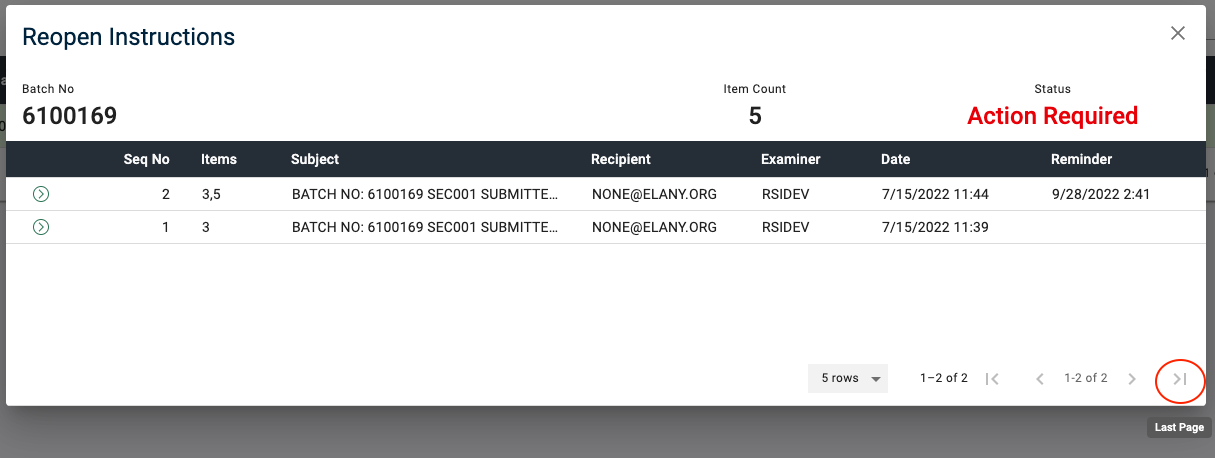 Reopen Instructions
Batch No
Item Count
Status
6100169
5
Action Required
Seq No Items Subject Recipient Examiner Date Reminder
2 3,5 BATCH NO: 6100169 SEC001 SUBMITTE... NONE@ELANY.ORG RSIDEV 7/15/2022 11:44 9/28/2022 2:41
1 3 BATCH NO: 6100169 SEC001 SUBMITTE... NONE@ELANY.ORG RSIDEV 7/15/2022 11:39
5 rows 1–2 of 2 1-2 of 2
Last Page